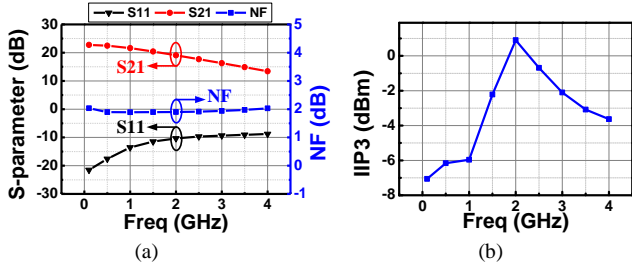 S11 S21 NF
S-parameter (dB)
30
20
10
0
-10
-20
-30
S21
NF
S11
5
4
3
2
1
0
-1
NF (dB)
0 1 2 3 4
Freq (GHz)
(a)
IIP3 (dBm)
0
-2
-4
-6
-8
0 1 2 3 4
Freq (GHz)
(b)